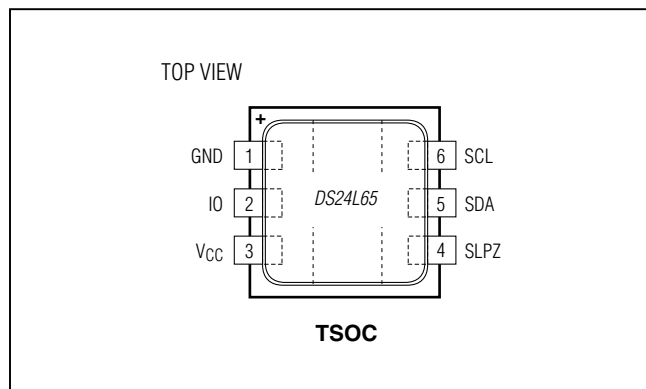 TOP VIEW
+
GND 1 6 SCL
IO 2 DS24L65 5 SDA
VCC 3 4 SLPZ
TSOC